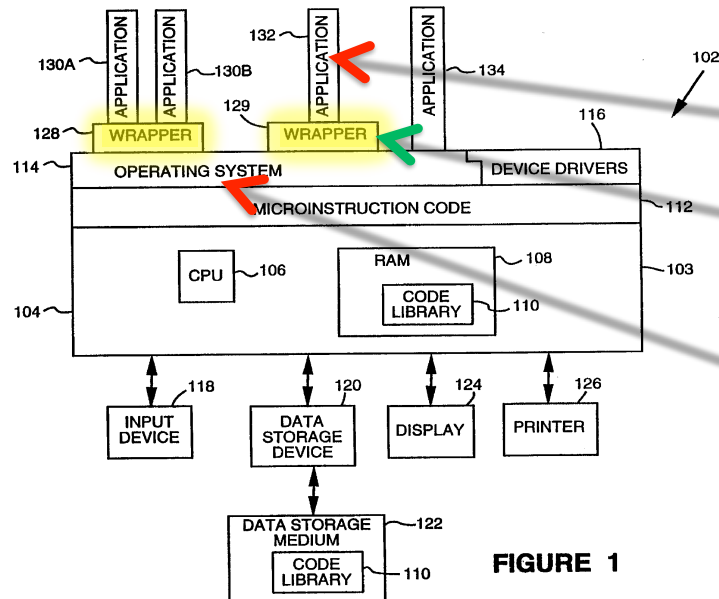 130A
APPLICATION
APPLICATION
130B
132
APPLICATION
APPLICATION
134
102
128
WRAPPER
129
WRAPPER
116
114
OPERATING SYSTEM
DEVICE DRIVERS
MICROINSTRUCTION CODE
112
CPU
106
RAM
108
103
104
CODE
LIBRARY
110
118
120
124
126
INPUT
DEVICE
DATA
STORAGE
DEVICE
DISPLAY
PRINTER
DATA STORAGE
MEDIUM
122
CODE
LIBRARY
110
FIGURE 1